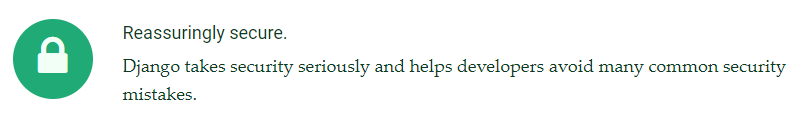 Reassuringly secure.
Django takes security seriously and helps developers avoid many common security
mistakes.